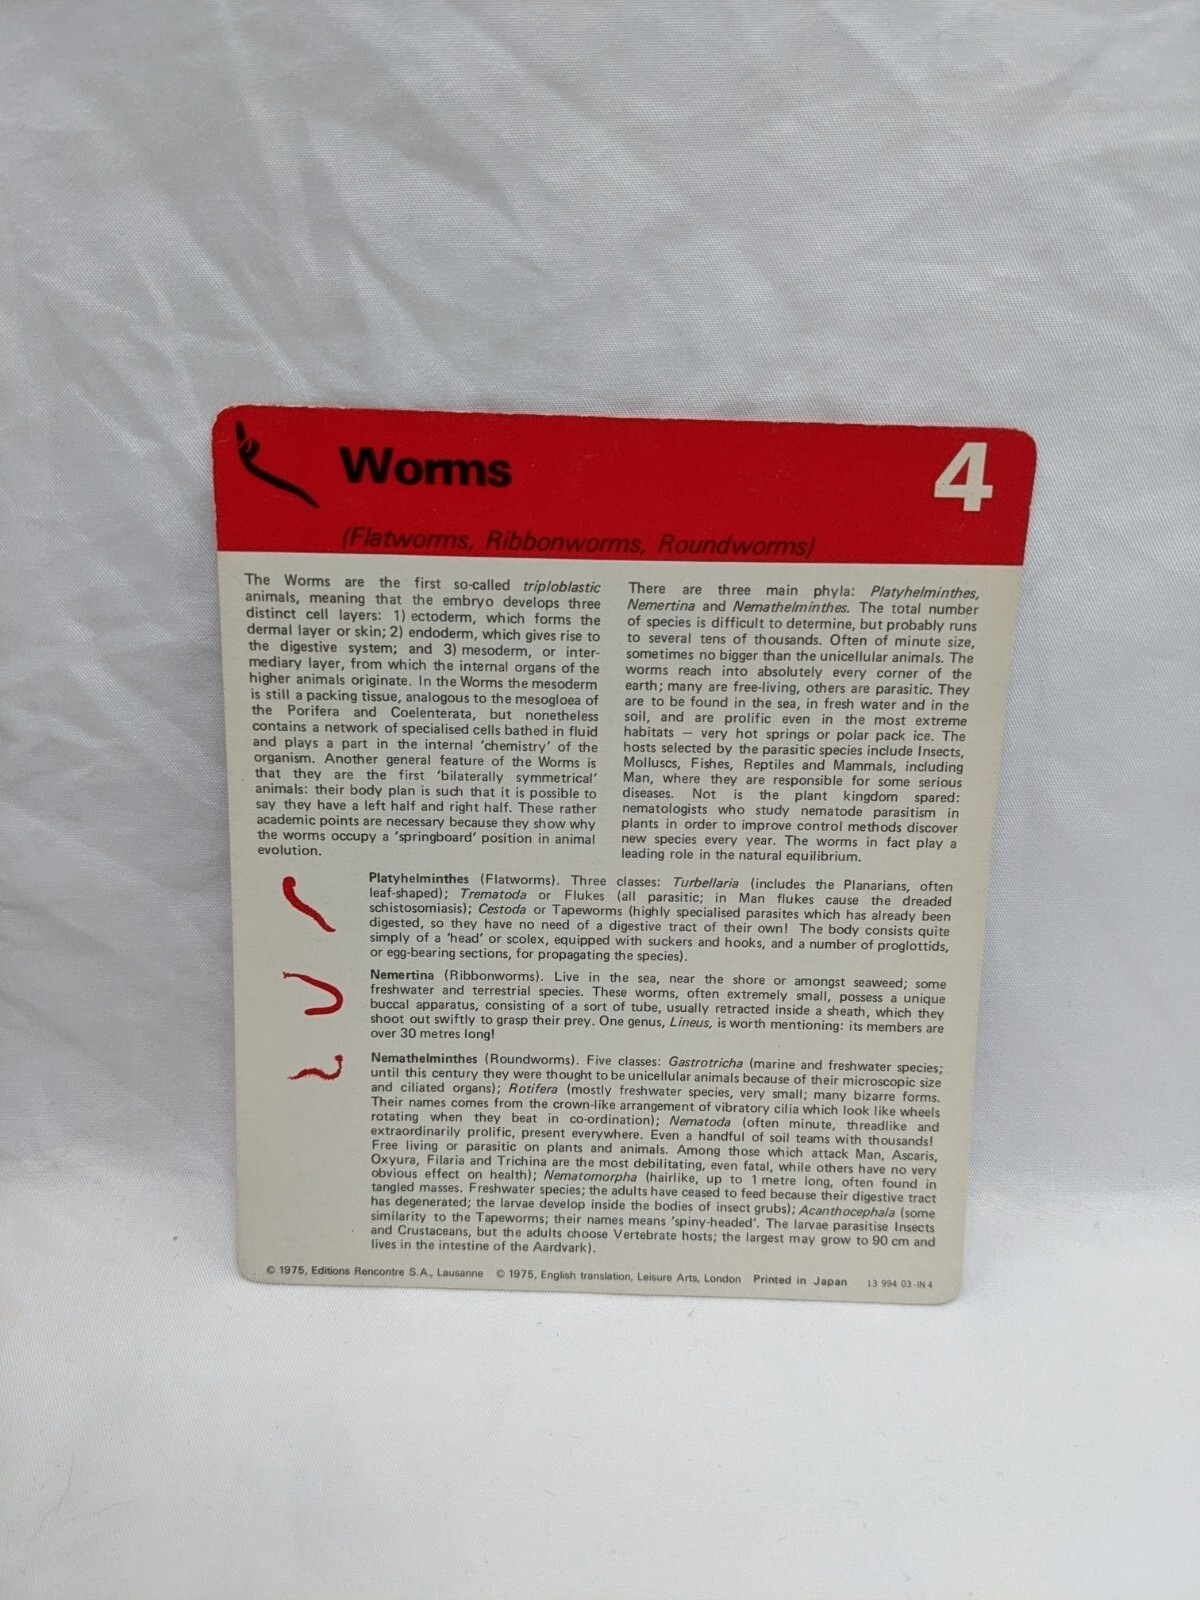 Worms
4
(Flatworms, Ribbonworms, Roundworms)
The Worms are the first so-called triploblastic
animals, meaning that the embryo develops three
distinct cell layers: 1) ectoderm, which forms the
dermal layer or skin; 2) endoderm, which gives rise to
the digestive system; and 3) mesoderm, or inter-
mediary layer, from which the internal organs of the
higher animals originate. In the Worms the mesoderm
is still a packing tissue, analogous to the mesogloea of
the Porifera and Coelenterata, but nonetheless
contains a network of specialised cells bathed in fluid
and plays a part in the internal 'chemistry' of the
organism. Another general feature of the Worms is
that they are the first 'bilaterally symmetrical'
animals: their body plan is such that it is possible to
say they have a left half and right half. These rather
academic points are necessary because they show why
the worms occupy a 'springboard' position in animal
evolution.
There are three main phyla: Platyhelminthes,
Nemertina and Nemathelminthes. The total number
of species is difficult to determine, but probably runs
to several tens of thousands. Often of minute size,
sometimes no bigger than the unicellular animals. The
worms reach into absolutely every corner of the
earth; many are free-living, others are parasitic. They
are to be found in the sea, in fresh water and in the
soil, and are prolific even in the most extreme
habitats — very hot springs or polar pack ice. The
hosts selected by the parasitic species include Insects,
Molluscs, Fishes, Reptiles and Mammals, including
Man, where they are responsible for some serious
diseases. Not is the plant kingdom spared:
nematologists who study nematode parasitism in
plants in order to improve control methods discover
new species every year. The worms in fact play a
leading role in the natural equilibrium.
Platyhelminthes (Flatworms). Three classes: Turbellaria (includes the Planarians, often
leaf-shaped); Trematoda or Flukes (all parasitic; in Man flukes cause the dreaded
schistosomiasis); Cestoda or Tapeworms (highly specialised parasites which has already been
digested, so they have no need of a digestive tract of their own! The body consists quite
simply of a 'head' or scolex, equipped with suckers and hooks, and a number of proglottids,
or egg-bearing sections, for propagating the species).
Nemertina (Ribbonworms). Live in the sea, near the shore or amongst seaweed; some
freshwater and terrestrial species. These worms, often extremely small, possess a unique
buccal apparatus, consisting of a sort of tube, usually retracted inside a sheath, which they
shoot out swiftly to grasp their prey. One genus, Lineus, is worth mentioning: its members are
over 30 metres long!
Nemathelminthes (Roundworms). Five classes: Gastrotricha (marine and freshwater species;
until this century they were thought to be unicellular animals because of their microscopic size
and ciliated organs); Rotifera (mostly freshwater species, very small; many bizarre forms.
Their names comes from the crown-like arrangement of vibratory cilia which look like wheels
rotating when they beat in co-ordination); Nematoda (often minute, threadlike and
extraordinarily prolific, present everywhere. Even a handful of soil teams with thousands!
Free living or parasitic on plants and animals. Among those which attack Man, Ascaris,
Oxyura, Filaria and Trichina are the most debilitating, even fatal, while others have no very
obvious effect on health); Nematomorpha (hairlike, up to 1 metre long, often found in
tangled masses. Freshwater species; the adults have ceased to feed because their digestive tract
has degenerated; the larvae develop inside the bodies of insect grubs); Acanthocephala (some
similarity to the Tapeworms; their names means 'spiny-headed'. The larvae parasitise Insects
and Crustaceans, but the adults choose Vertebrate hosts; the largest may grow to 90 cm and
lives in the intestine of the Aardvark).
© 1975, Editions Rencontre S.A., Lausanne © 1975, English translation, Leisure Arts, London Printed in Japan 13 994 03-IN 4